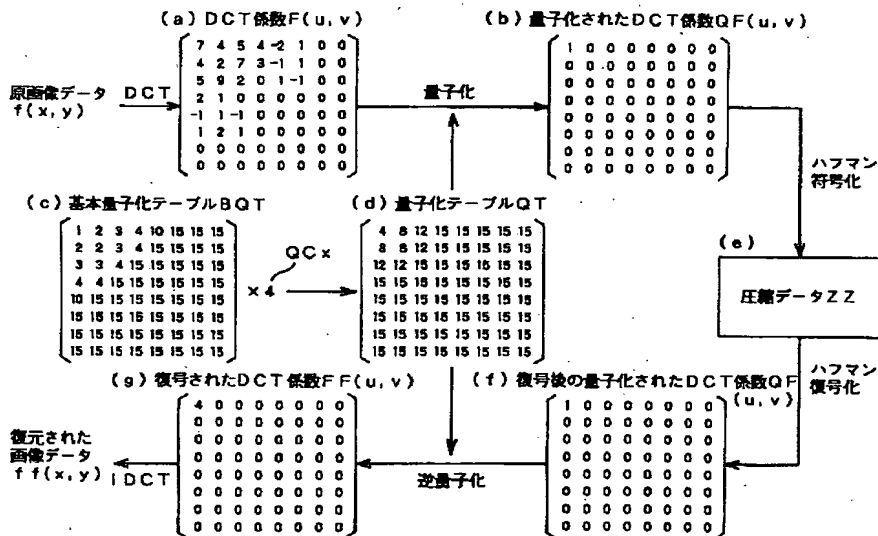 (a) DCT係数F(u, v)
7 4 5 4 -2 1 0 0
4 2 7 3 -1 1 0 0
5 9 2 0 1 -1 0 0
2 1 0 0 0 0 0 0
-1 1 -1 0 0 0 0 0
1 2 1 0 0 0 0 0
0 0 0 0 0 0 0 0
0 0 0 0 0 0 0 0
原画像データ
f(x, y)
DCT
量子化
(b) 量子化されたDCT係数QF(u, v)
1 0 0 0 0 0 0 0
0 0 0 0 0 0 0 0
0 0 0 0 0 0 0 0
0 0 0 0 0 0 0 0
0 0 0 0 0 0 0 0
0 0 0 0 0 0 0 0
0 0 0 0 0 0 0 0
0 0 0 0 0 0 0 0
ハフマン
符号化
(c) 基本量子化テーブルBQT
1 2 3 4 10 15 15 15
2 2 3 4 15 15 15 15
3 3 4 15 15 15 15 15
4 4 15 15 15 15 15 15
10 15 15 15 15 15 15 15
15 15 15 15 15 15 15 15
15 15 15 15 15 15 15 15
15 15 15 15 15 15 15 15
QCx
×4
(d) 量子化テーブルQT
4 8 12 15 15 15 15 15
8 8 12 15 15 15 15 15
12 12 15 15 15 15 15 15
15 15 15 15 15 15 15 15
15 15 15 15 15 15 15 15
15 15 15 15 15 15 15 15
15 15 15 15 15 15 15 15
15 15 15 15 15 15 15 15
(e)
圧縮データZZ
ハフマン
復号化
(f) 復号後の量子化されたDCT係数QF
(u, v)
1 0 0 0 0 0 0 0
0 0 0 0 0 0 0 0
0 0 0 0 0 0 0 0
0 0 0 0 0 0 0 0
0 0 0 0 0 0 0 0
0 0 0 0 0 0 0 0
0 0 0 0 0 0 0 0
0 0 0 0 0 0 0 0
逆量子化
(g) 復号されたDCT係数FF(u, v)
4 0 0 0 0 0 0 0
0 0 0 0 0 0 0 0
0 0 0 0 0 0 0 0
0 0 0 0 0 0 0 0
0 0 0 0 0 0 0 0
0 0 0 0 0 0 0 0
0 0 0 0 0 0 0 0
0 0 0 0 0 0 0 0
復元された
画像データ
ff(x, y)
IDCT